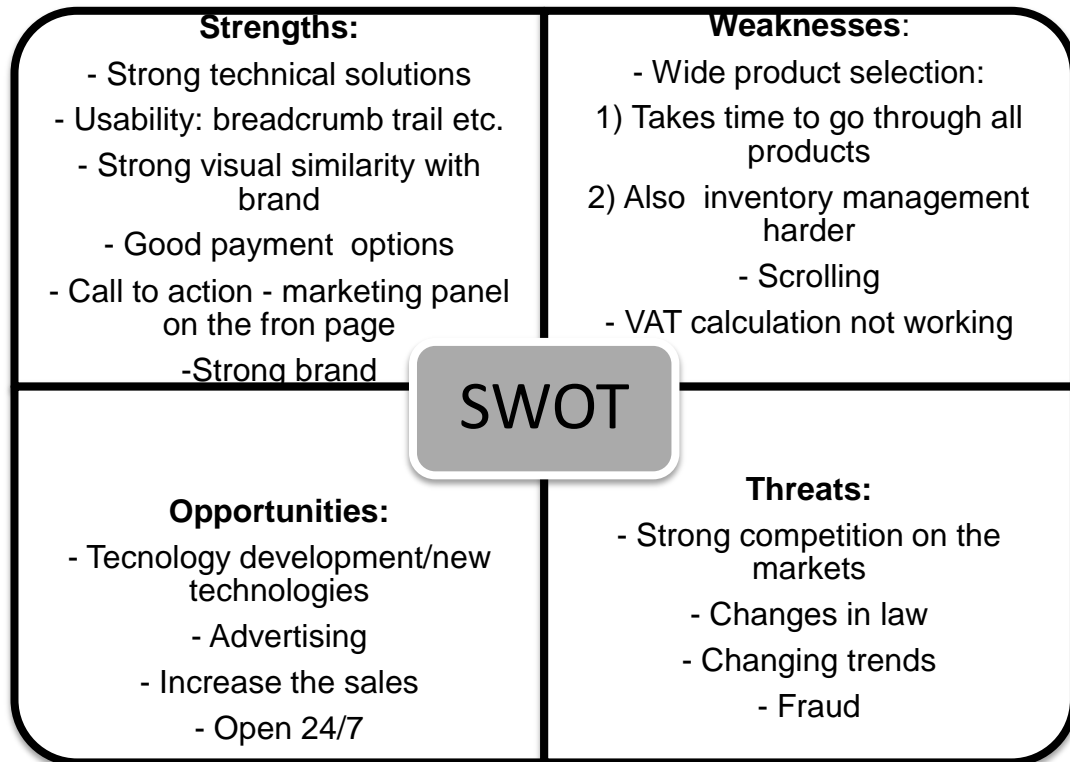 Strengths:
- Strong technical solutions
- Usability: breadcrumb trail etc.
- Strong visual similarity with
brand
- Good payment options
- Call to action - marketing panel
on the fron page
-Strong brand
Weaknesses:
- Wide product selection:
1) Takes time to go through all
products
2) Also inventory management
harder
- Scrolling
- VAT calculation not working
SWOT
Opportunities:
- Tecnology development/new
technologies
- Advertising
- Increase the sales
- Open 24/7
Threats:
- Strong competition on the
markets
- Changes in law
- Changing trends
- Fraud